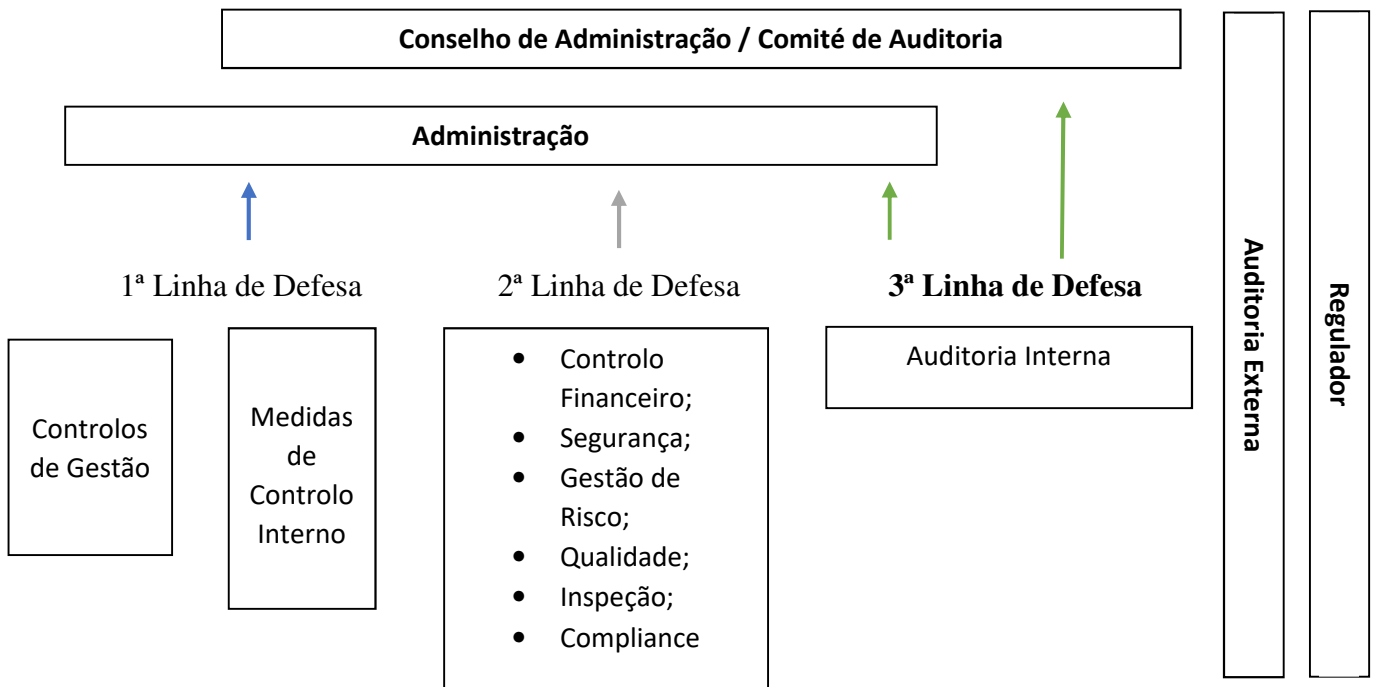 Conselho de Administração / Comité de Auditoria
Administração
1ª Linha de Defesa
2ª Linha de Defesa
3ª Linha de Defesa
Controlos
de Gestão
Medidas
de
Controlo
Interno
• Controlo
Financeiro;
• Segurança;
• Gestão de
Risco;
• Qualidade;
• Inspeção;
• Compliance
Auditoria Interna
Auditoria Externa
Regulador